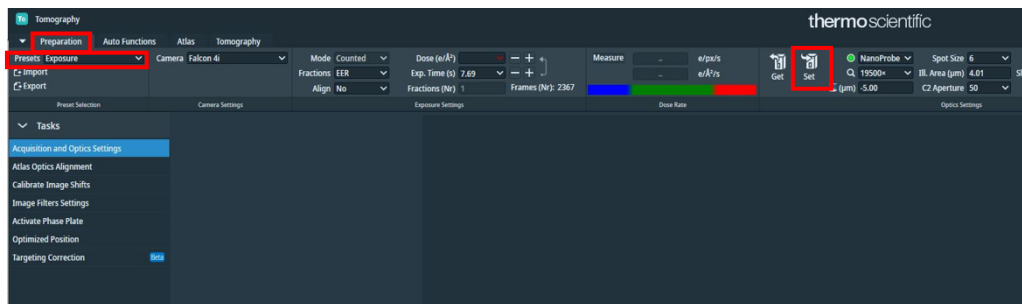 To Tomography
thermo scientific
Preparation Auto Functions Atlas Tomography
Presets Exposure Camera Falcon 4i Mode Counted Dose (e/Å²) Measure .. e/px/s NanoProbe Spot Size 6
Import Fractions EER Exp. Time (s) 7.69 .. e/Å²/s Get Set 19500× Ill. Area (µm) 4.01
Export Align No Fractions (Nr) 1 Frames (Nr): 2367 (µm) -5.00 C2 Aperture 50
Preset Selection Camera Settings Exposure Settings Dose Rate Optics Settings
Tasks
Acquisition and Optics Settings
Atlas Optics Alignment
Calibrate Image Shifts
Image Filters Settings
Activate Phase Plate
Optimized Position
Targeting Correction Beta